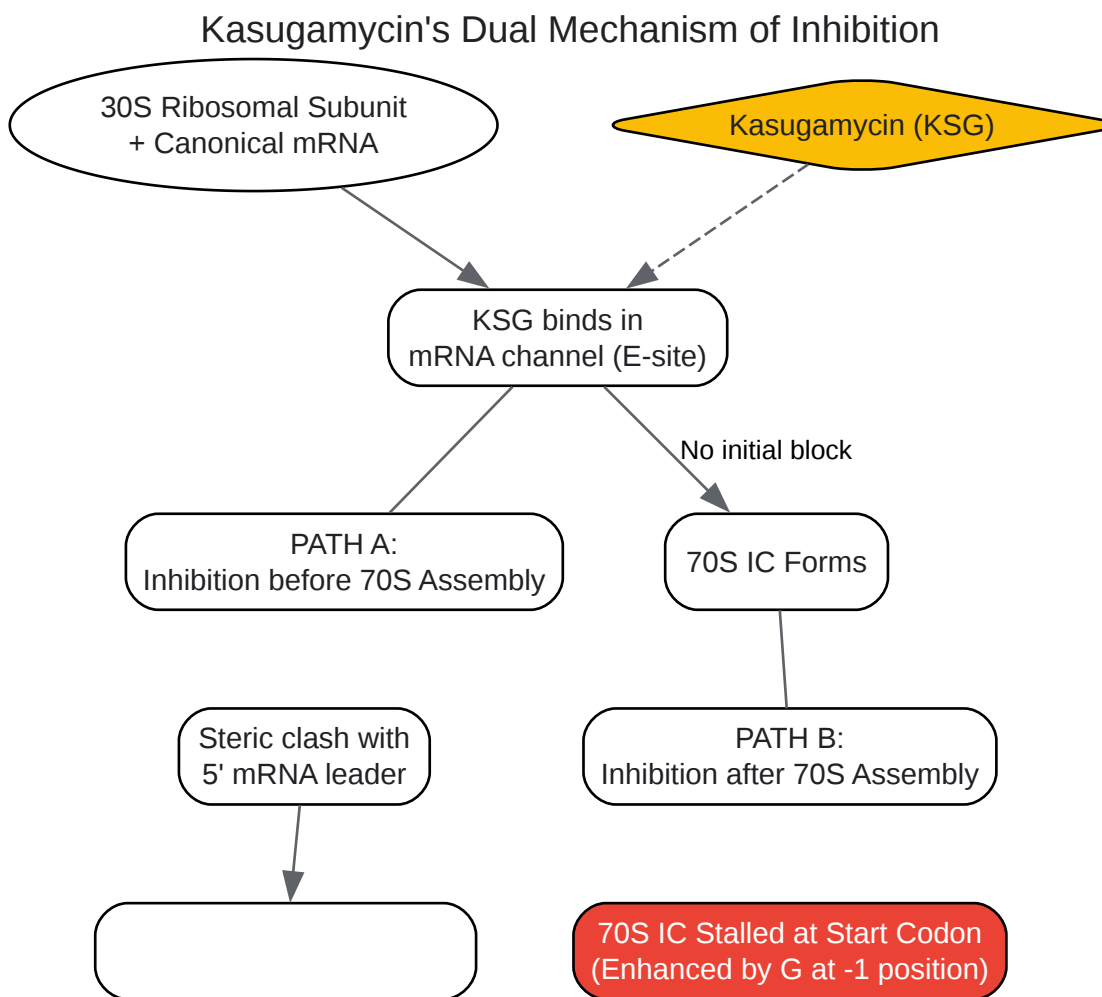 Kasugamycin's Dual Mechanism of Inhibition
30S Ribosomal Subunit
+ Canonical mRNA
Kasugamycin (KSG)
KSG binds in
mRNA channel (E-site)
No initial block
PATH A:
Inhibition before 70S Assembly
70S IC Forms
Steric clash with
5' mRNA leader
PATH B:
Inhibition after 70S Assembly
70S IC Stalled at Start Codon
(Enhanced by G at -1 position)